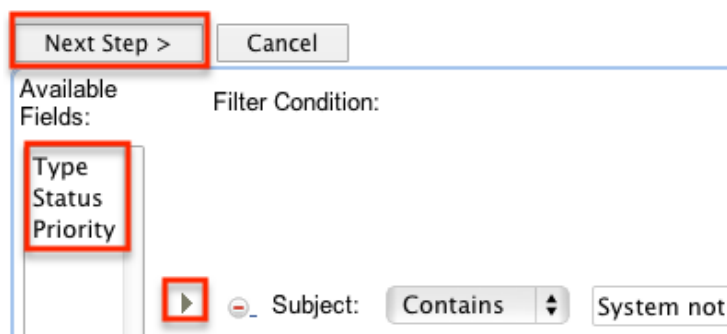 Next Step > Cancel
Available
Fields:
Filter Condition:
Type
Status
Priority
Subject: Contains System not